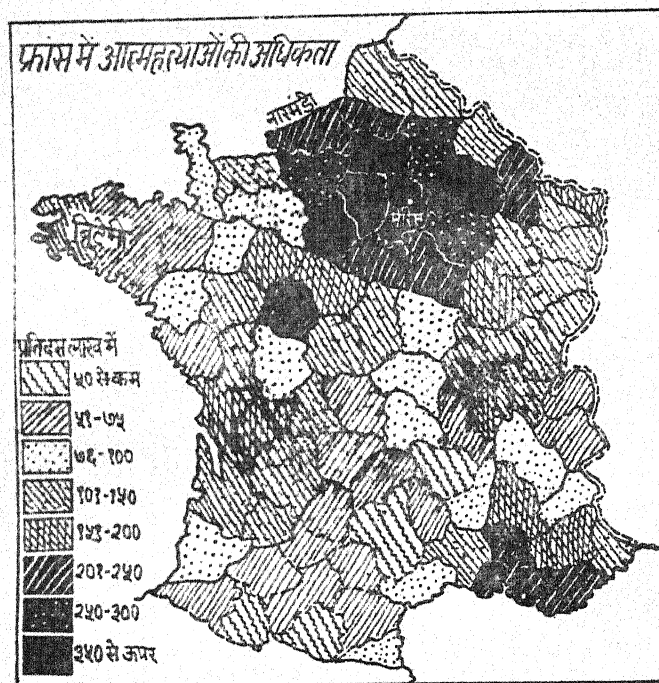 फ्रांस में आत्महत्याओं की अधिकता
नारमंडी
पेरिस
प्रति दस लाख में
५० से कम
५१-७५
७६-१००
१०१-१५०
१५१-२००
२०१-२५०
२५०-३००
३५० से ऊपर